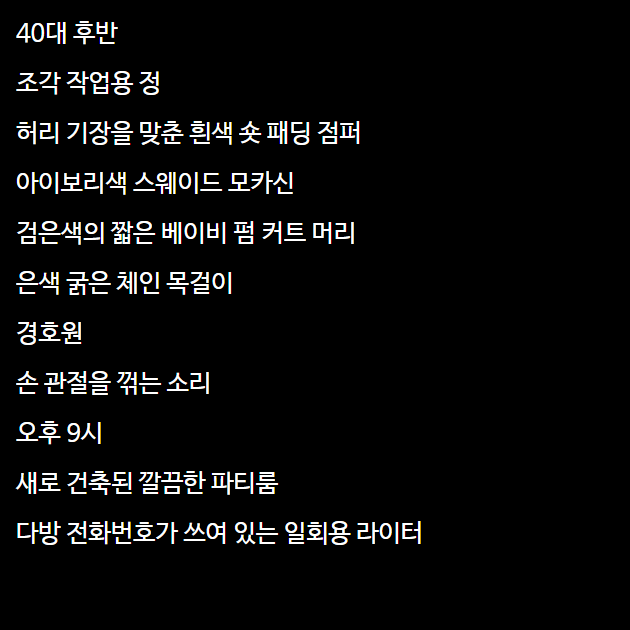 40대 후반
조각 작업용 정
허리 기장을 맞춘 흰색 숏 패딩 점퍼
아이보리색 스웨이드 모카신
검은색의 짧은 베이비 펌 커트 머리
은색 굵은 체인 목걸이
경호원
손 관절을 꺾는 소리
오후 9시
새로 건축된 깔끔한 파티룸
다방 전화번호가 쓰여 있는 일회용 라이터